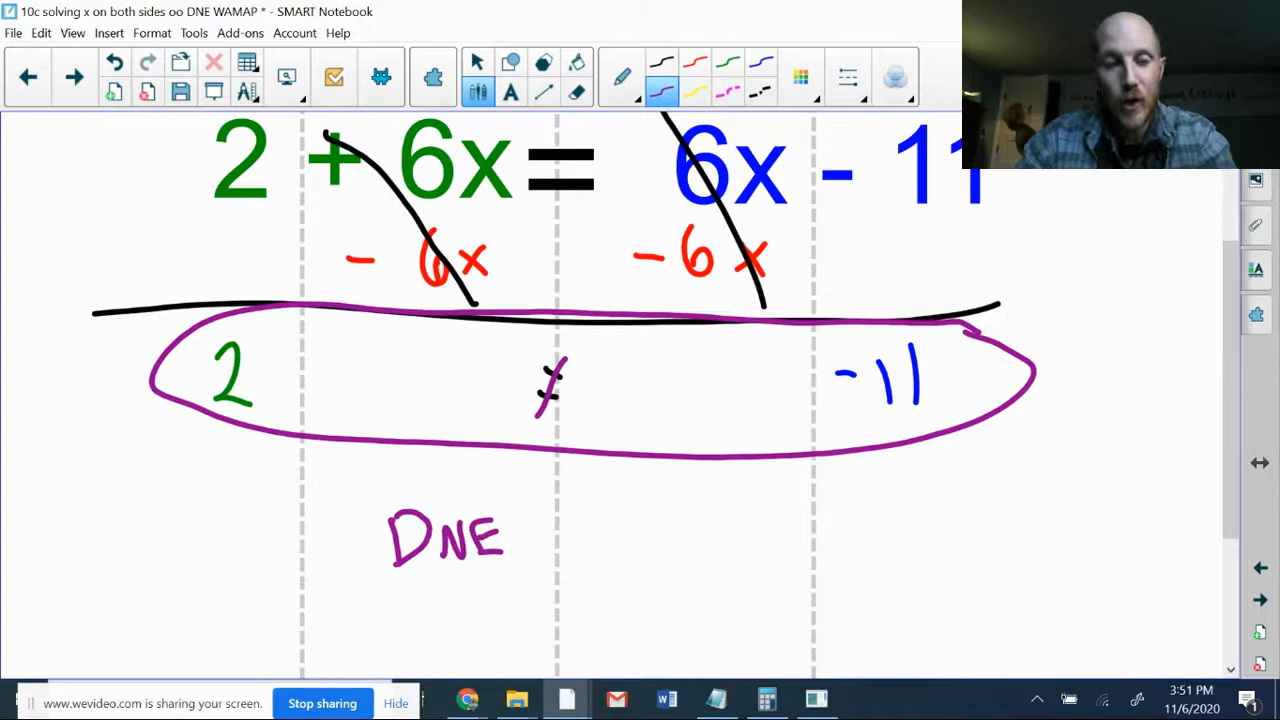 10c solving x on both sides oo DNE WAMAP * - SMART Notebook
File Edit View Insert Format Tools Add-ons Account Help
2 + 6x = 6x - 11
- 6x - 6x
2 ≠ -11
DNE
www.wevideo.com is sharing your screen. Stop sharing Hide
3:51 PM
11/6/2020
1